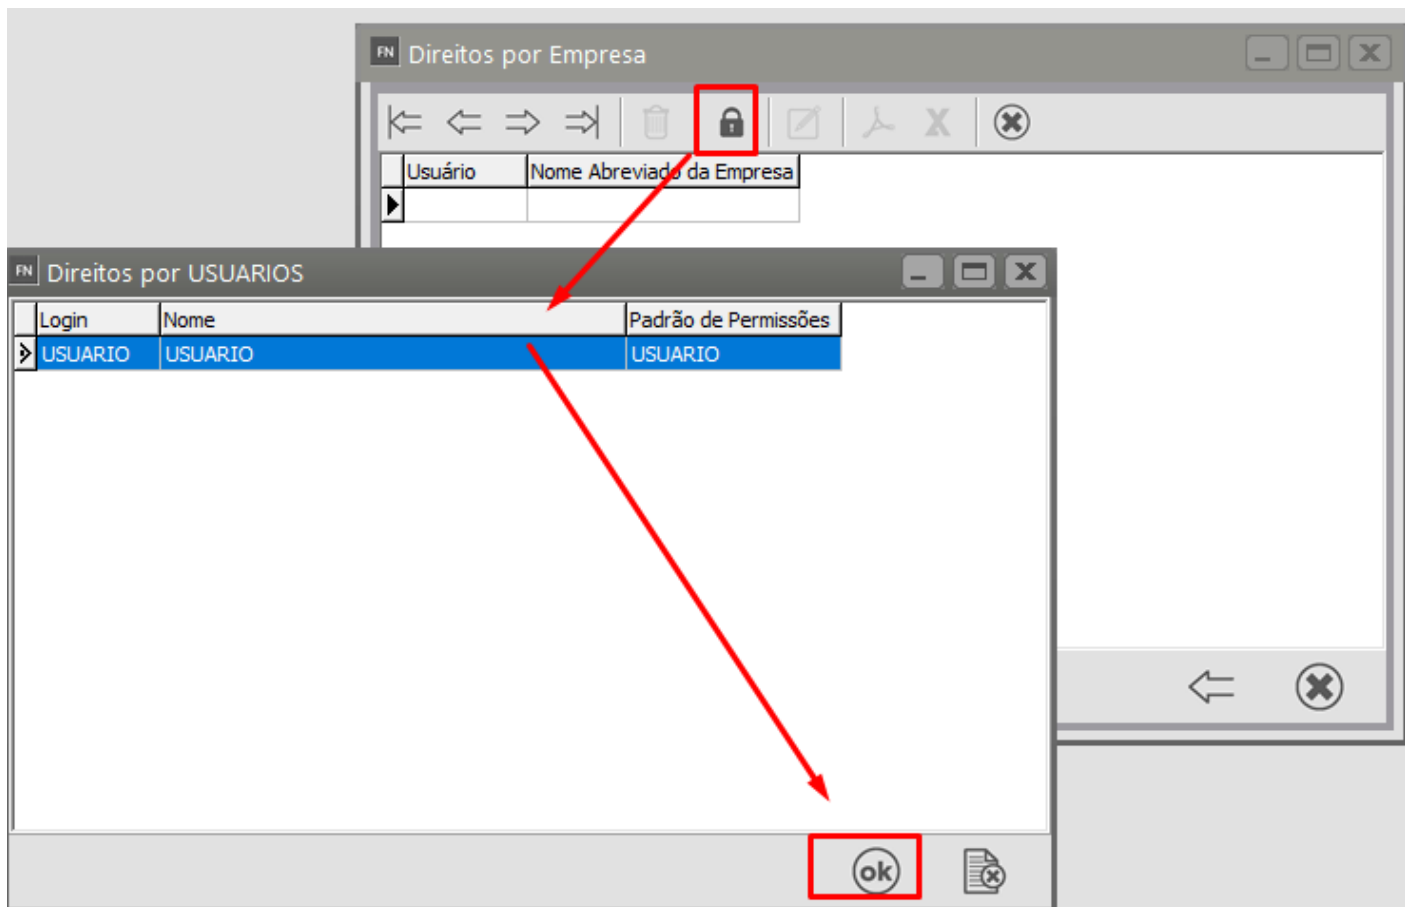 FN Direitos por Empresa
X
Usuário Nome Abreviado da Empresa
FN Direitos por USUARIOS
Login Nome Padrão de Permissões
USUARIO USUARIO USUARIO
ok